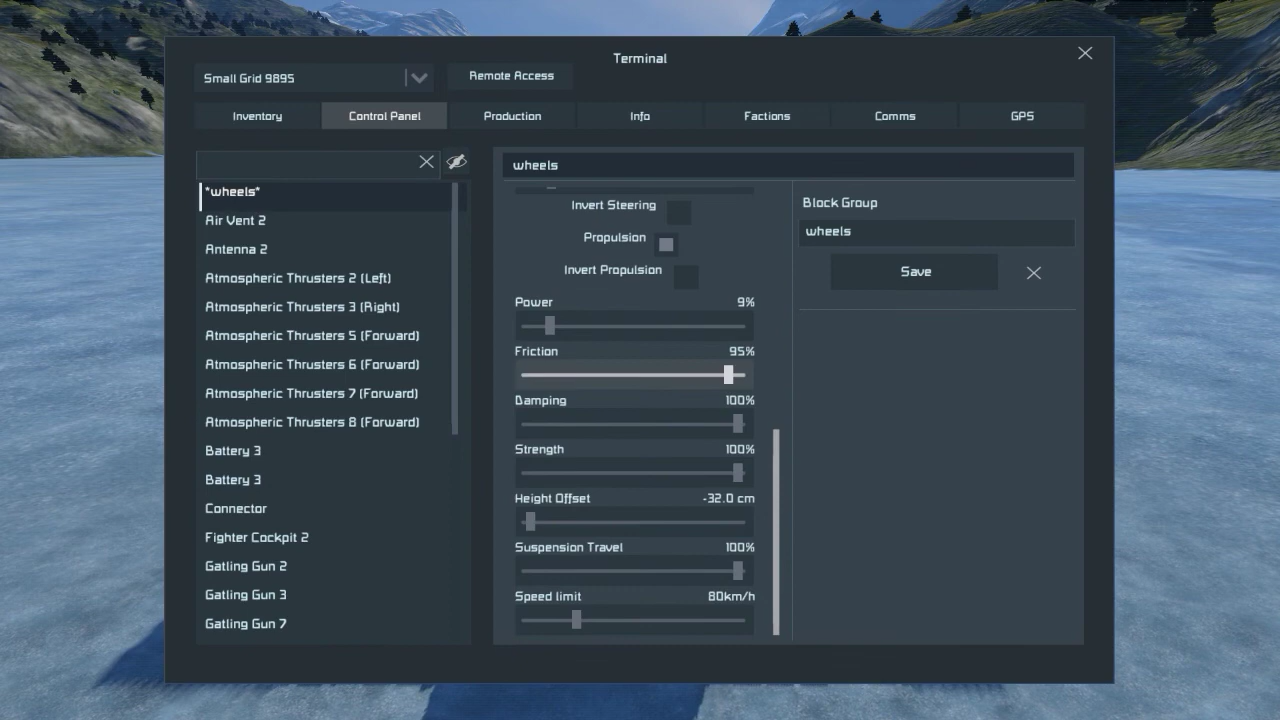 Terminal
Small Grid 9895
Remote Access
Inventory
Control Panel
Production
Info
Factions
Comms
GPS
*wheels*
Air Vent 2
Antenna 2
Atmospheric Thrusters 2 (Left)
Atmospheric Thrusters 3 (Right)
Atmospheric Thrusters 5 (Forward)
Atmospheric Thrusters 6 (Forward)
Atmospheric Thrusters 7 (Forward)
Atmospheric Thrusters 8 (Forward)
Battery 3
Battery 3
Connector
Fighter Cockpit 2
Gatling Gun 2
Gatling Gun 3
Gatling Gun 7
wheels
Invert Steering
Propulsion
Invert Propulsion
Power 9%
Friction 95%
Damping 100%
Strength 100%
Height Offset -32.0 cm
Suspension Travel 100%
Speed limit 80km/h
Block Group
wheels
Save